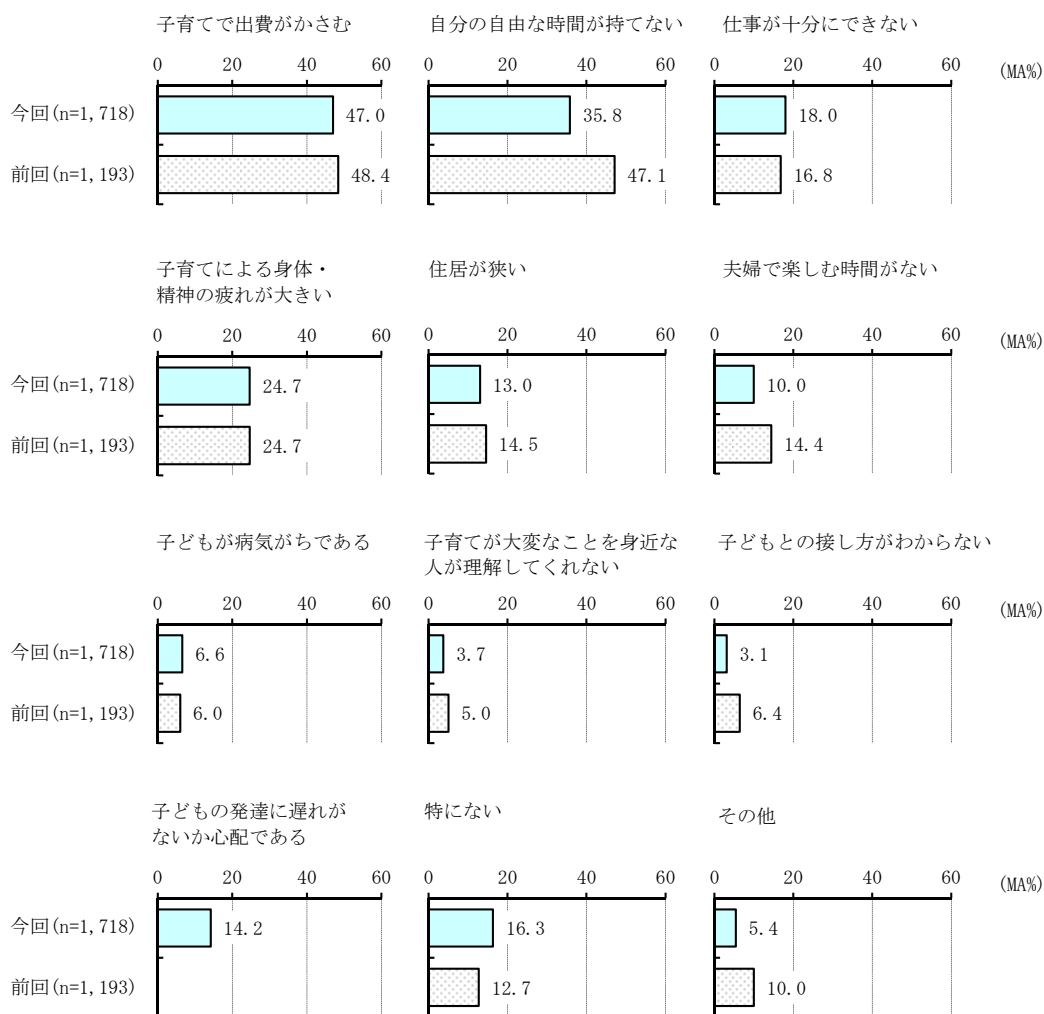 子育てで出費がかさむ 自分の自由な時間が持てない 仕事が十分にできない
0 20 40 60 0 20 40 60 0 20 40 60 (MA%)
今回(n=1,718) 47.0 35.8 18.0
前回(n=1,193) 48.4 47.1 16.8
子育てによる身体・ 住居が狭い 夫婦で楽しむ時間がない
精神の疲れが大きい
0 20 40 60 0 20 40 60 0 20 40 60 (MA%)
今回(n=1,718) 24.7 13.0 10.0
前回(n=1,193) 24.7 14.5 14.4
子どもが病気がちである 子育てが大変なことを身近な 子どもとの接し方がわからない
人が理解してくれない
0 20 40 60 0 20 40 60 0 20 40 60 (MA%)
今回(n=1,718) 6.6 3.7 3.1
前回(n=1,193) 6.0 5.0 6.4
子どもの発達に遅れが 特にない その他
ないか心配である
0 20 40 60 0 20 40 60 0 20 40 60 (MA%)
今回(n=1,718) 14.2 16.3 5.4
前回(n=1,193) 12.7 10.0